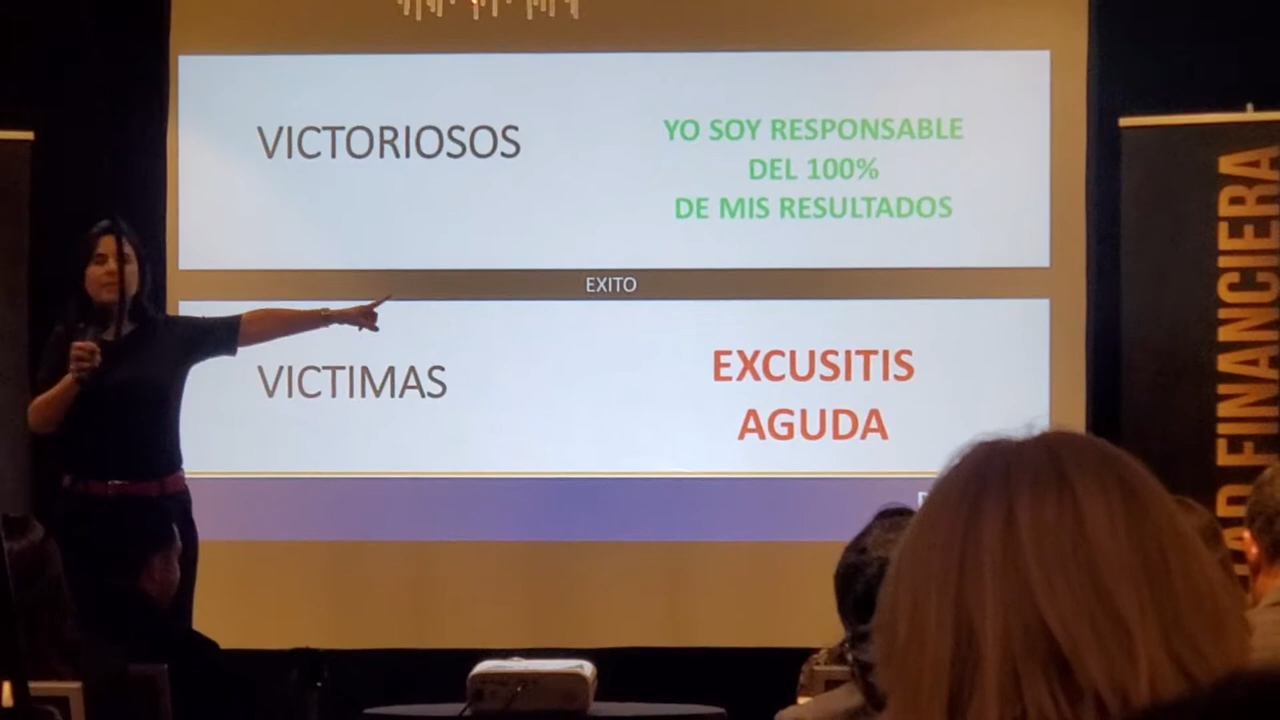 VICTORIOSOS
YO SOY RESPONSABLE
DEL 100%
DE MIS RESULTADOS
EXITO
VICTIMAS
EXCUSITIS
AGUDA
FINANCIERA